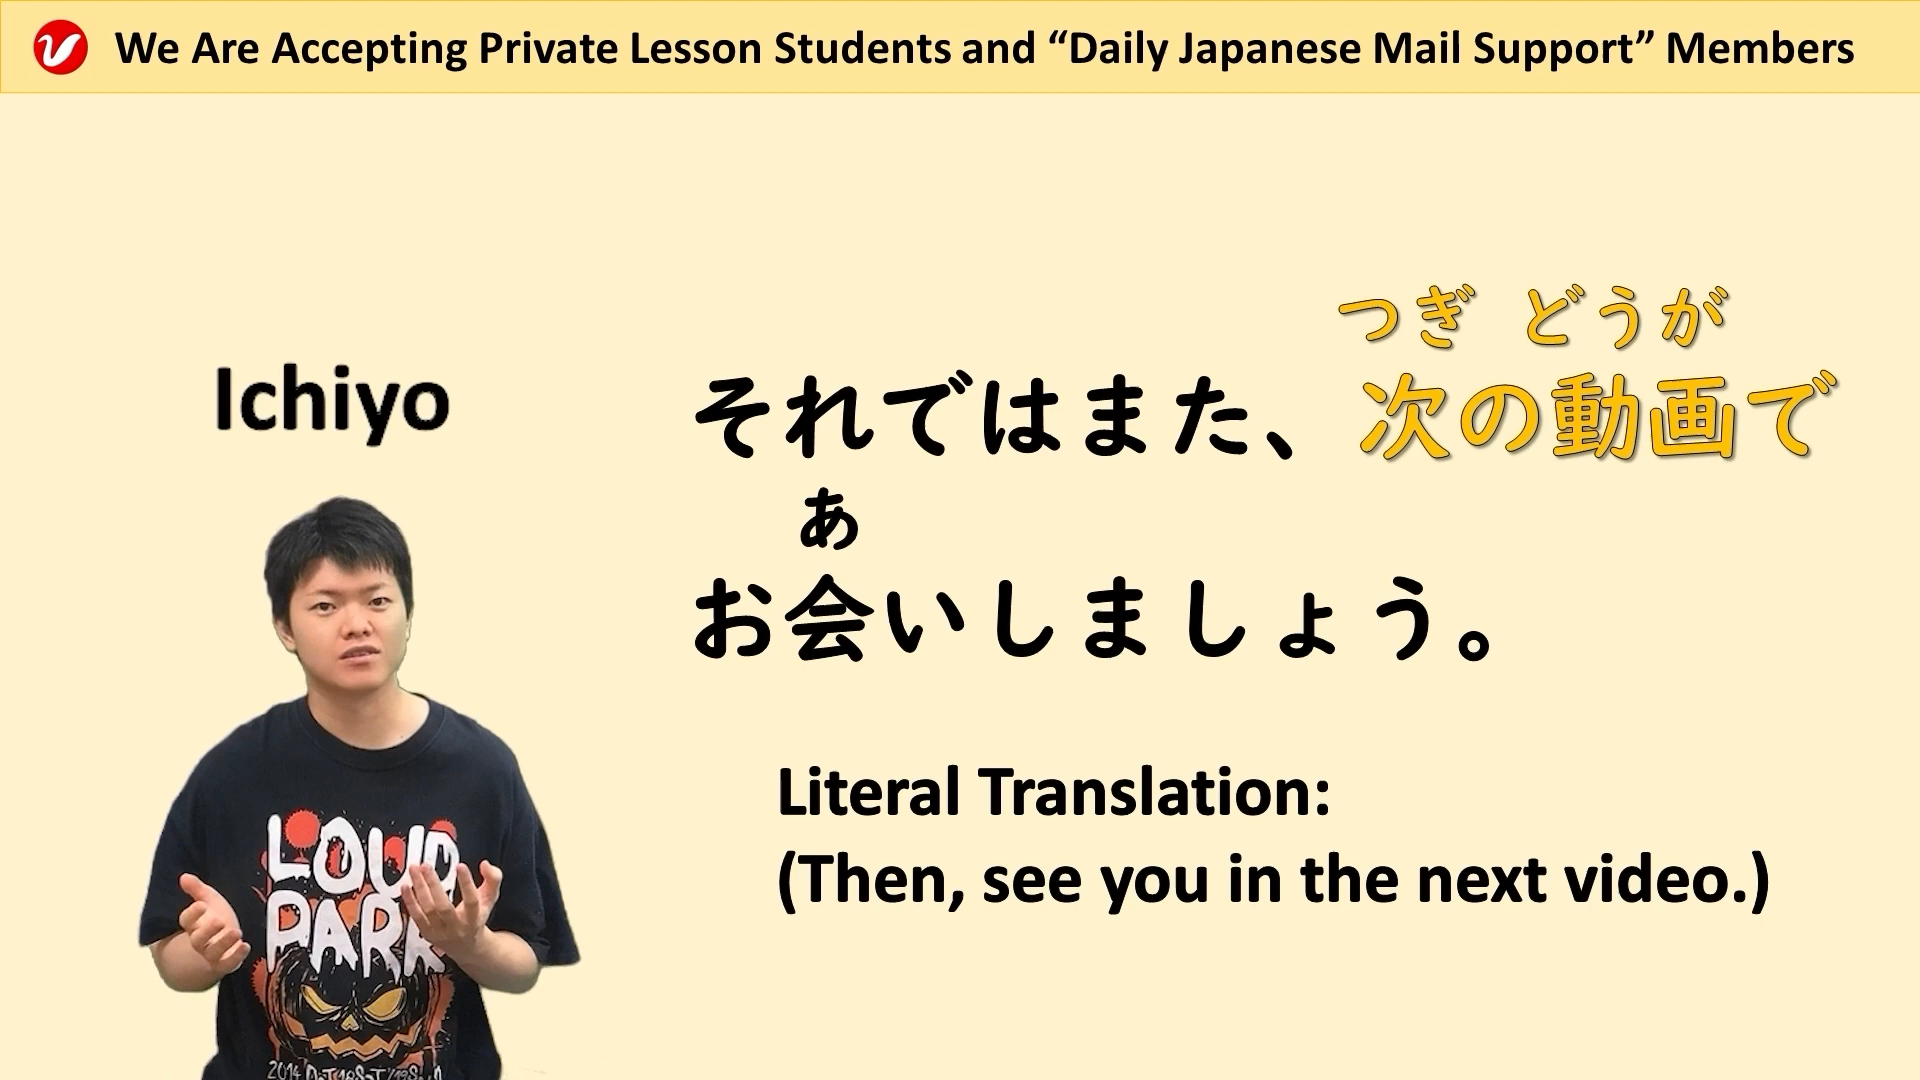 We Are Accepting Private Lesson Students and “Daily Japanese Mail Support” Members
Ichiyo
つぎ どうが
それではまた、次の動画で
あ
お会いしましょう。
Literal Translation:
(Then, see you in the next video.)
LOUD
PARK
2014